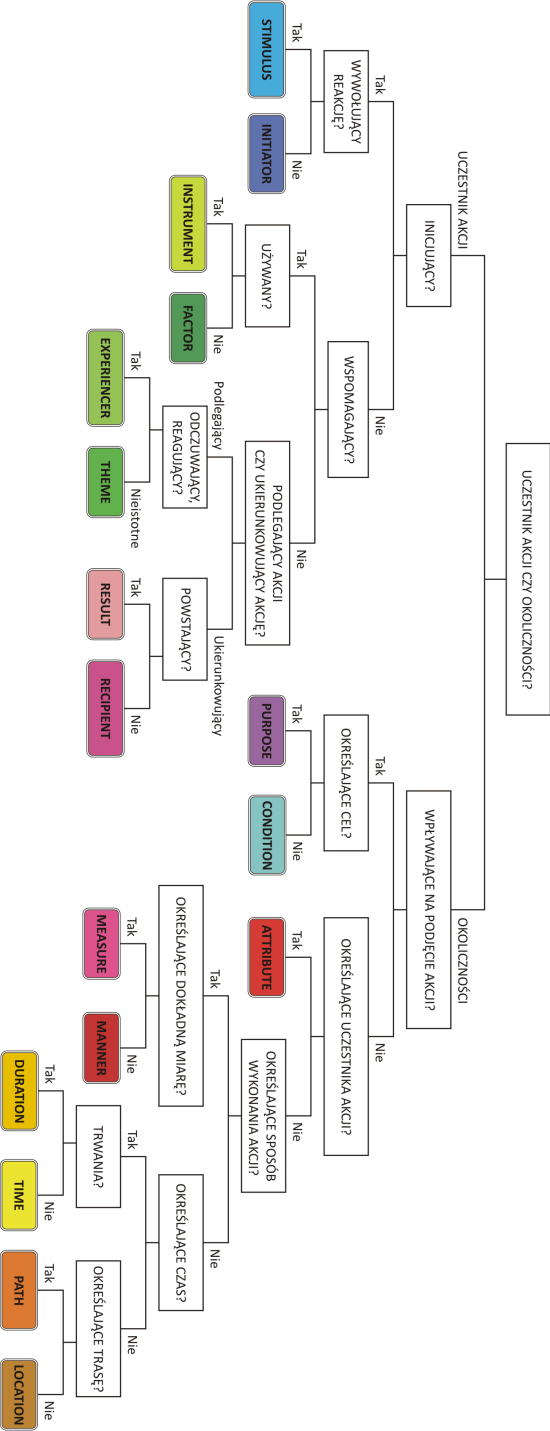 UCZESTNIK AKCJI CZY OKOLICZNOŚCI?
UCZESTNIK AKCJI
OKOLICZNOŚCI
INICJUJĄCY?
WPŁYWAJĄCE NA PODJĘCIE AKCJI?
Tak
Nie
Tak
Nie
WYWOŁUJĄCY
REAKCJĘ?
WSPOMAGAJĄCY?
OKREŚLAJĄCE CEL?
OKREŚLAJĄCE UCZESTNIKA AKCJI?
Tak
Nie
Tak
Nie
Tak
Nie
Tak
Nie
STIMULUS
INITIATOR
UŻYWANY?
PODLEGAJĄCY AKCJI
CZY UKIERUNKOWUJĄCY AKCJĘ?
PURPOSE
CONDITION
ATTRIBUTE
OKREŚLAJĄCE SPOSÓB
WYKONANIA AKCJI?
Tak
Nie
Podlegający
Ukierunkowujący
Tak
Nie
INSTRUMENT
FACTOR
ODCZUWAJĄCY,
REAGUJĄCY?
POWSTAJĄCY?
OKREŚLAJĄCE DOKŁADNĄ MIARĘ?
OKREŚLAJĄCE CZAS?
Tak
Nieistotne
Tak
Nie
Tak
Nie
Tak
Nie
EXPERIENCER
THEME
RESULT
RECIPIENT
MEASURE
MANNER
TRWANIA?
OKREŚLAJĄCE TRASĘ?
Tak
Nie
Tak
Nie
DURATION
TIME
PATH
LOCATION